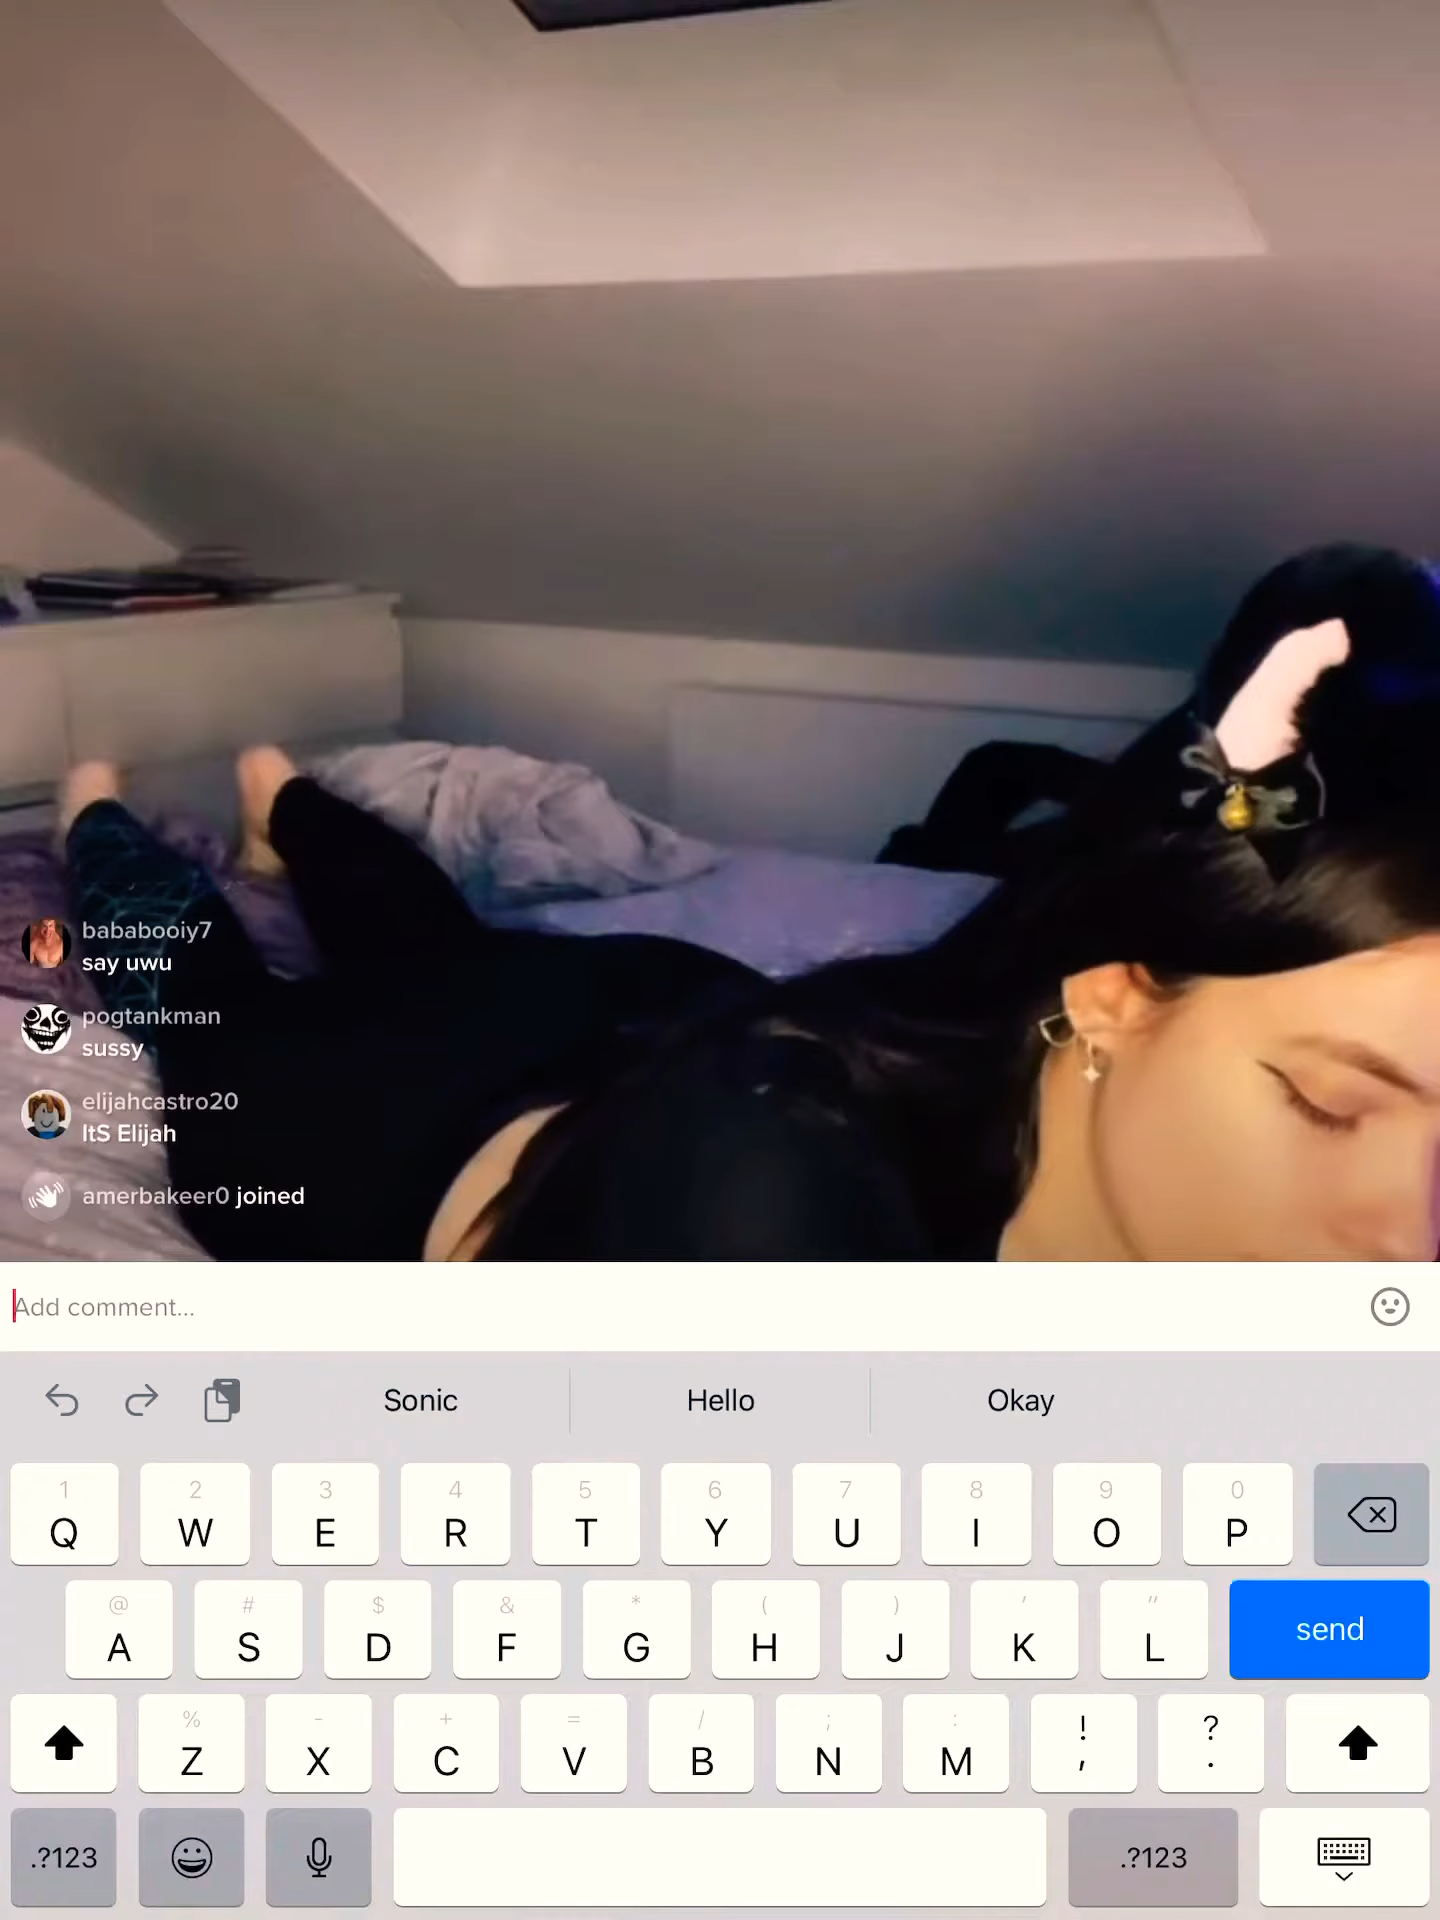 bababooiy7
say uwu
pogtankman
sussy
elijahcastro20
ItS Elijah
amerbakeer0 joined
Add comment...
Sonic Hello Okay
1 2 3 4 5 6 7 8 9 0
Q W E R T Y U I O P
@ # $ & * ( ) ' "
A S D F G H J K L send
% - + = / ; : ! ?
Z X C V B N M , .
.?123 .?123